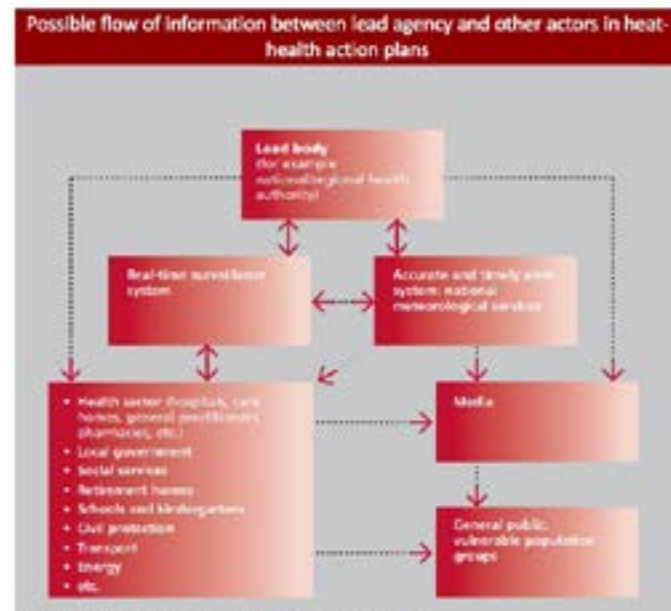 Possible flow of information between lead agency and other actors in heat-
health action plans
Lead body
(for example
national/regional health
authority)
Real-time surveillance
system
Accurate and timely alert
system: national
meteorological services
• Health sector (hospitals, care
homes, general practitioners,
pharmacies, etc.)
• Local government
• Social services
• Retirement homes
• Schools and kindergartens
• Civil protection
• Transport
• Energy
• etc.
Media
General public,
vulnerable population
groups